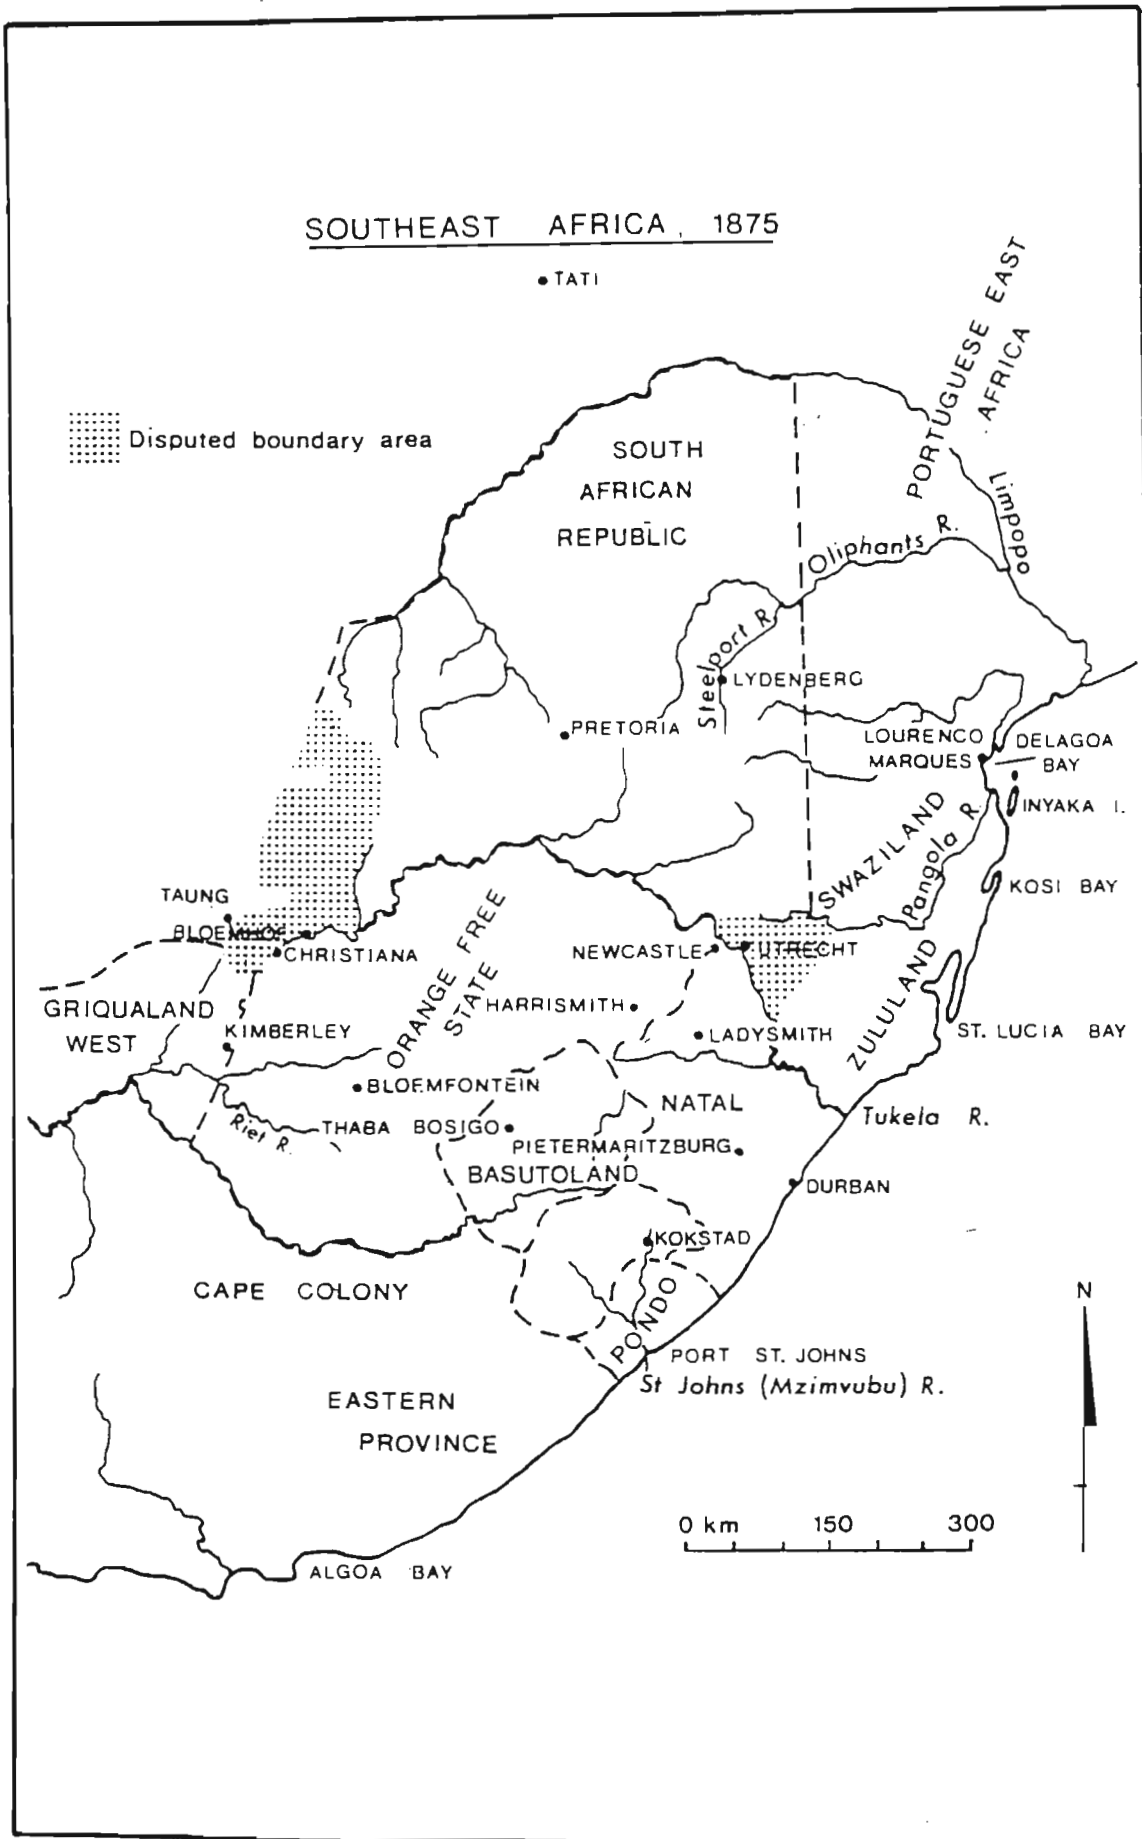 SOUTHEAST AFRICA, 1875
TATI
PORTUGUESE EAST
AFRICA
Disputed boundary area
SOUTH
AFRICAN
REPUBLIC
Limpopo
Oliphants R.
Steelport R.
LYDENBERG
PRETORIA
LOURENCO
MARQUES
DELAGOA
BAY
INYAKA I.
SWAZILAND
Pangola R.
KOSI BAY
TAUNG
BLOEMHOF
CHRISTIANA
ORANGE FREE
STATE
NEWCASTLE
UTRECHT
ZULULAND
GRIQUALAND
WEST
HARRISMITH
KIMBERLEY
LADYSMITH
ST. LUCIA BAY
BLOEMFONTEIN
NATAL
Tukela R.
Riet R.
THABA BOSIGO
PIETERMARITZBURG
BASUTOLAND
DURBAN
KOKSTAD
CAPE COLONY
PONDO
N
PORT ST. JOHNS
St Johns (Mzimvubu) R.
EASTERN
PROVINCE
0 km 150 300
ALGOA BAY